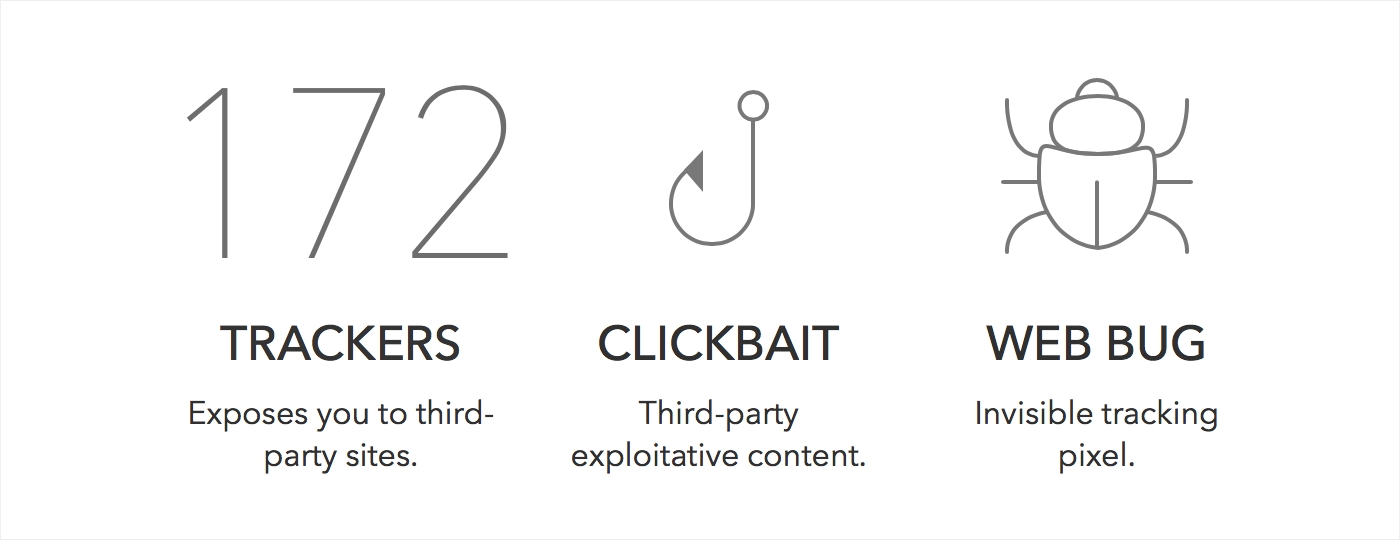 172
TRACKERS
Exposes you to third-
party sites.
CLICKBAIT
Third-party
exploitative content.
WEB BUG
Invisible tracking
pixel.